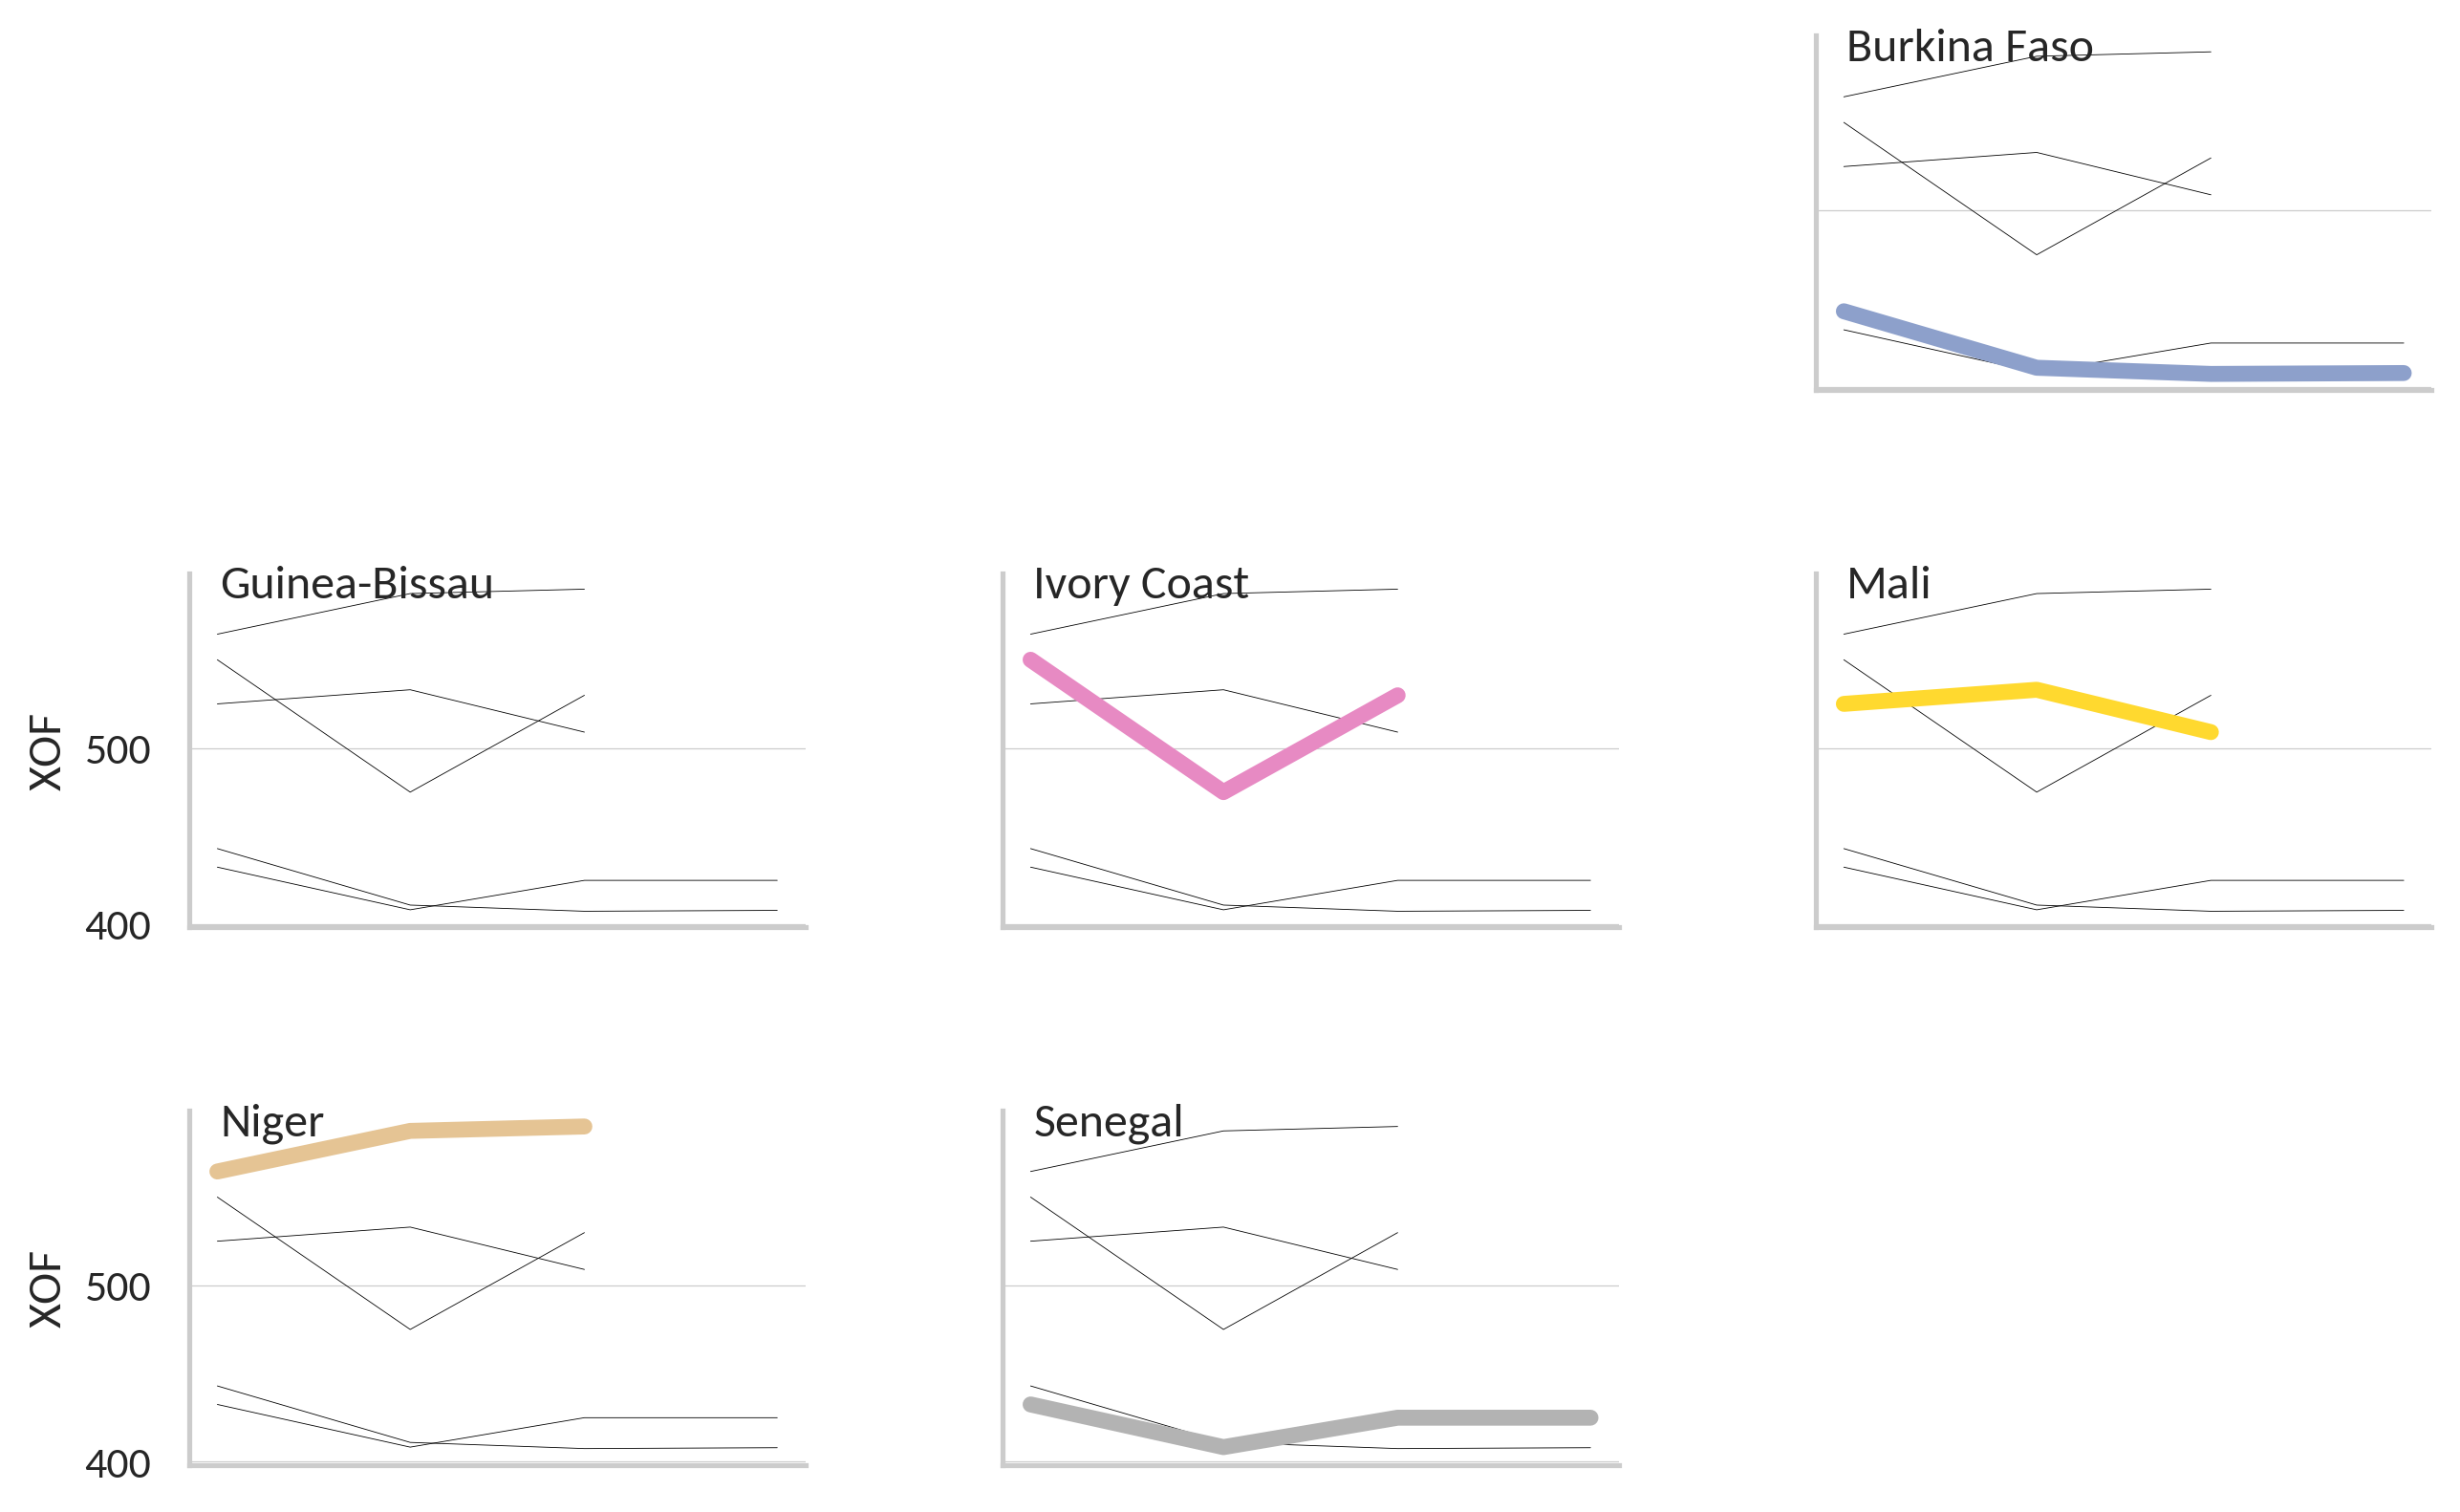 Burkina Faso
Guinea-Bissau
Ivory Coast
Mali
XOF
500
400
Niger
Senegal
XOF
500
400